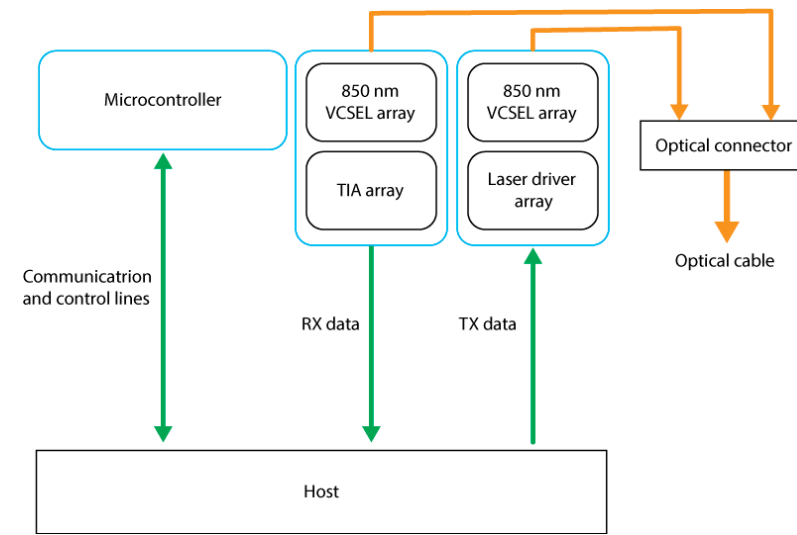 Microcontroller
850 nm
VCSEL array
TIA array
850 nm
VCSEL array
Laser driver
array
Optical connector
Optical cable
Communicatrion
and control lines
RX data
TX data
Host